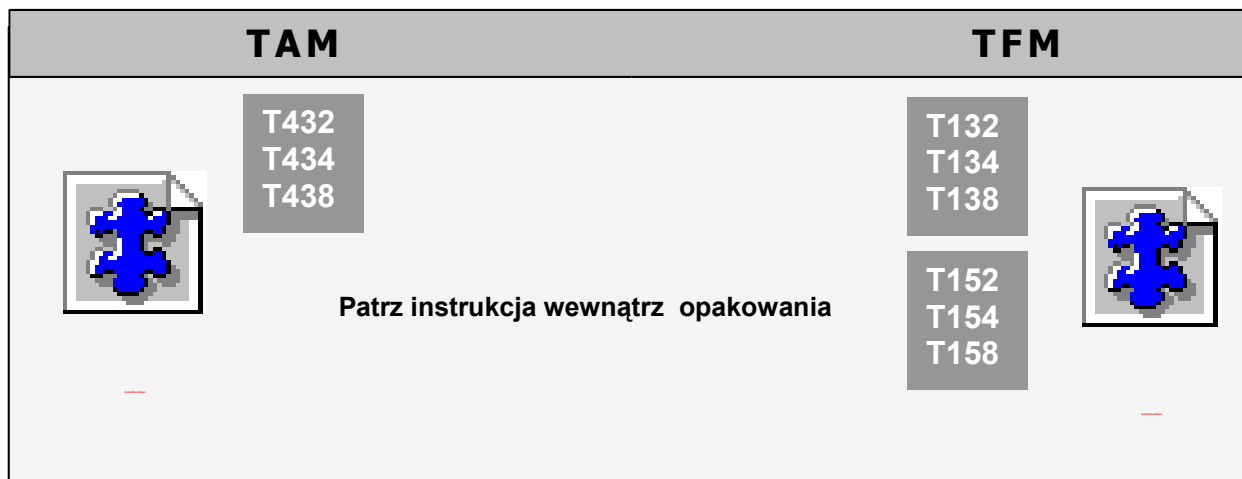 TAM
TFM
T432
T434
T438
T132
T134
T138
T152
T154
T158
Patrz instrukcja wewnątrz opakowania